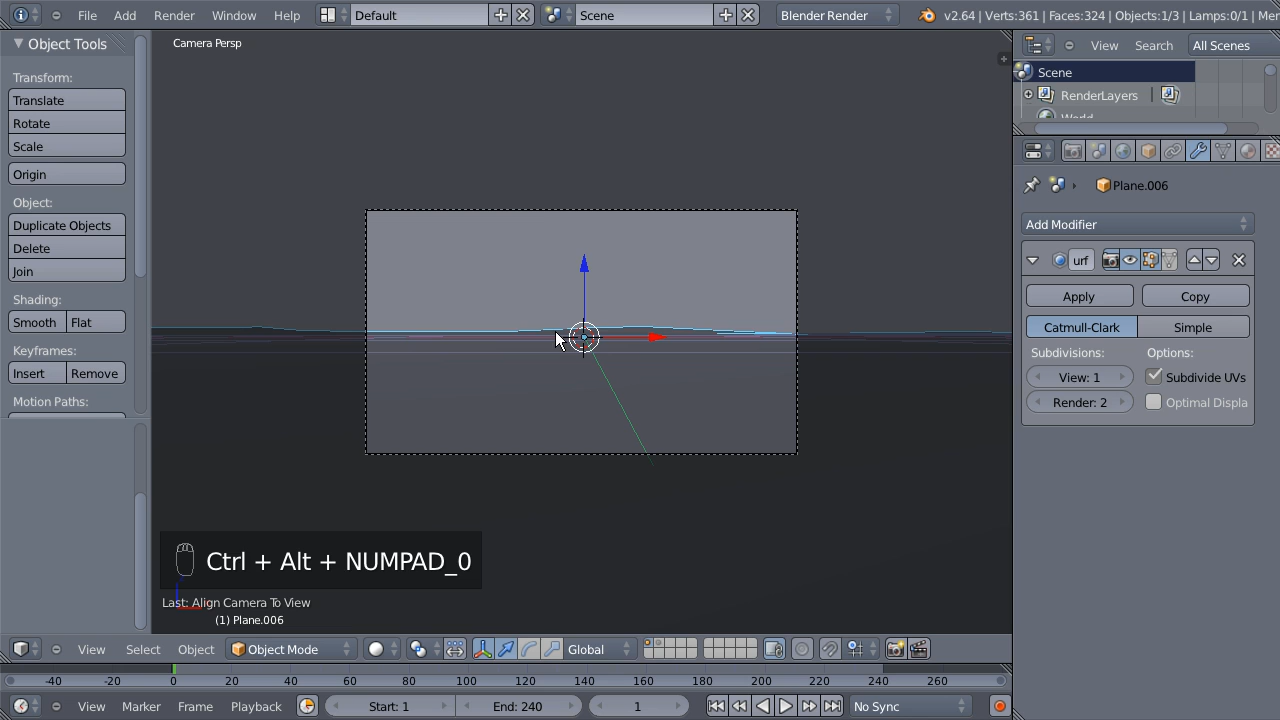 File Add Render Window Help Default Scene Blender Render v2.64 | Verts:361 | Faces:324 | Objects:1/3 | Lamps:0/1 | Mer
Object Tools
Transform:
Translate
Rotate
Scale
Origin
Object:
Duplicate Objects
Delete
Join
Shading:
Smooth Flat
Keyframes:
Insert Remove
Motion Paths:
Camera Persp
Ctrl + Alt + NUMPAD_0
Last: Align Camera To View
(1) Plane.006
View Search All Scenes
Scene
RenderLayers |
World
Plane.006
Add Modifier
urf
Apply Copy
Catmull-Clark Simple
Subdivisions: Options:
View: 1 Subdivide UVs
Render: 2 Optimal Displa
View Select Object Object Mode Global
-40 -20 0 20 40 60 80 100 120 140 160 180 200 220 240 260
View Marker Frame Playback Start: 1 End: 240 1 No Sync